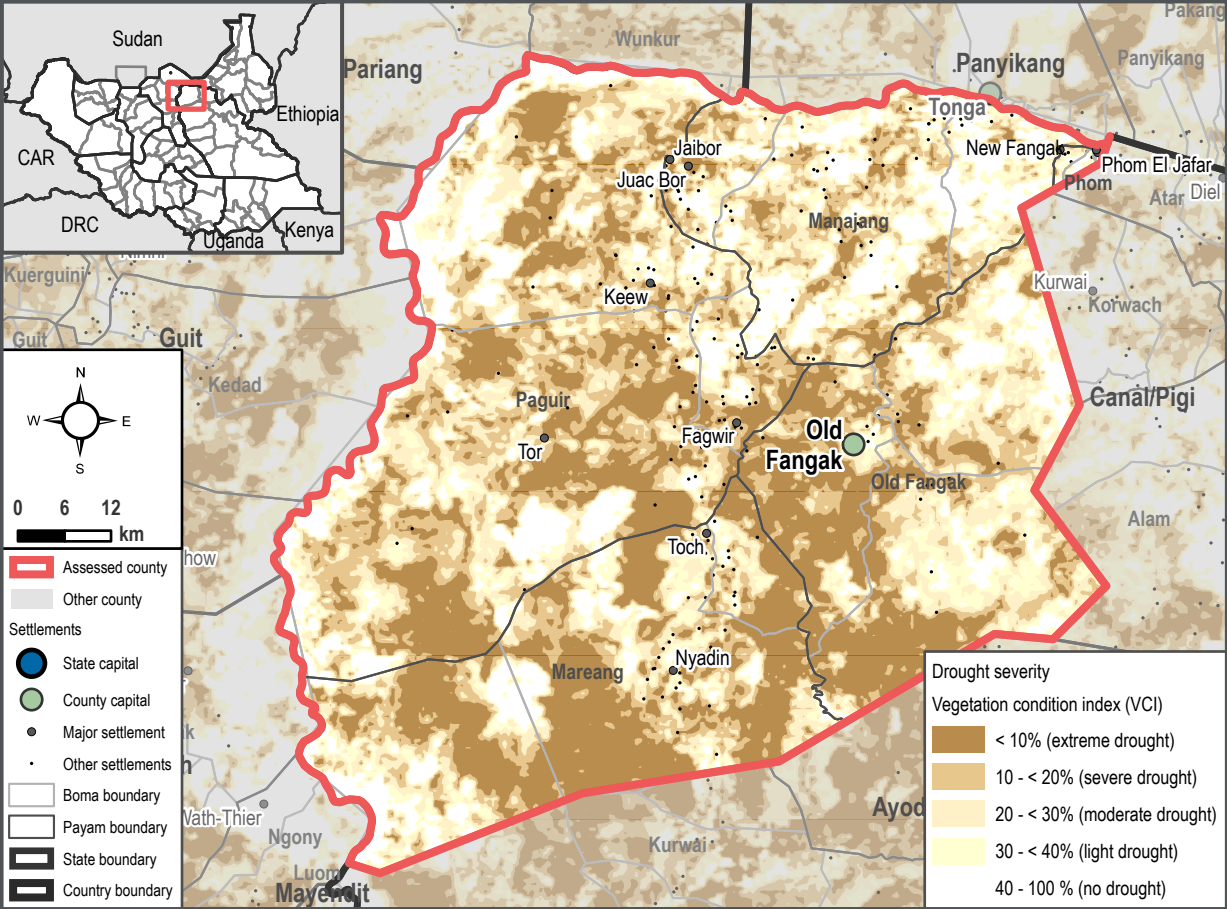 Sudan
Ethiopia
CAR
DRC
Uganda
Kenya
Pariang
Wunkur
Pakang
.Panyikang
Panyikang
Tonga
New Fangak
Phom El Jafar
Phom
Atar
Diel
Jaibor
Juac Bor
Manajang
Keew
Kurwai
Korwach
Nimni
Kuerguini
Guit
Guit
Kedad
Canal/Pigi
Paguir
Tor
Fagwir
Old
Fangak
Old Fangak
Alam
Toch
Nyadin
Mareang
how
Wath-Thier
Ngony
Luom
Mayendit
Kurwai
Ayod
N
W
E
S
0 6 12
km
Assessed county
Other county
Settlements
State capital
County capital
Major settlement
Other settlements
Boma boundary
Payam boundary
State boundary
Country boundary
Drought severity
Vegetation condition index (VCI)
< 10% (extreme drought)
10 - < 20% (severe drought)
20 - < 30% (moderate drought)
30 - < 40% (light drought)
40 - 100 % (no drought)